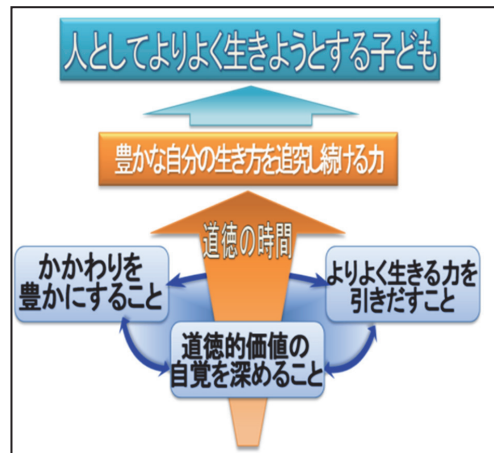 人としてよりよく生きようとする子ども
豊かな自分の生き方を追究し続ける力
道徳の時間
かかわりを
豊かにすること
よりよく生きる力を
引きだすこと
道徳的価値の
自覚を深めること